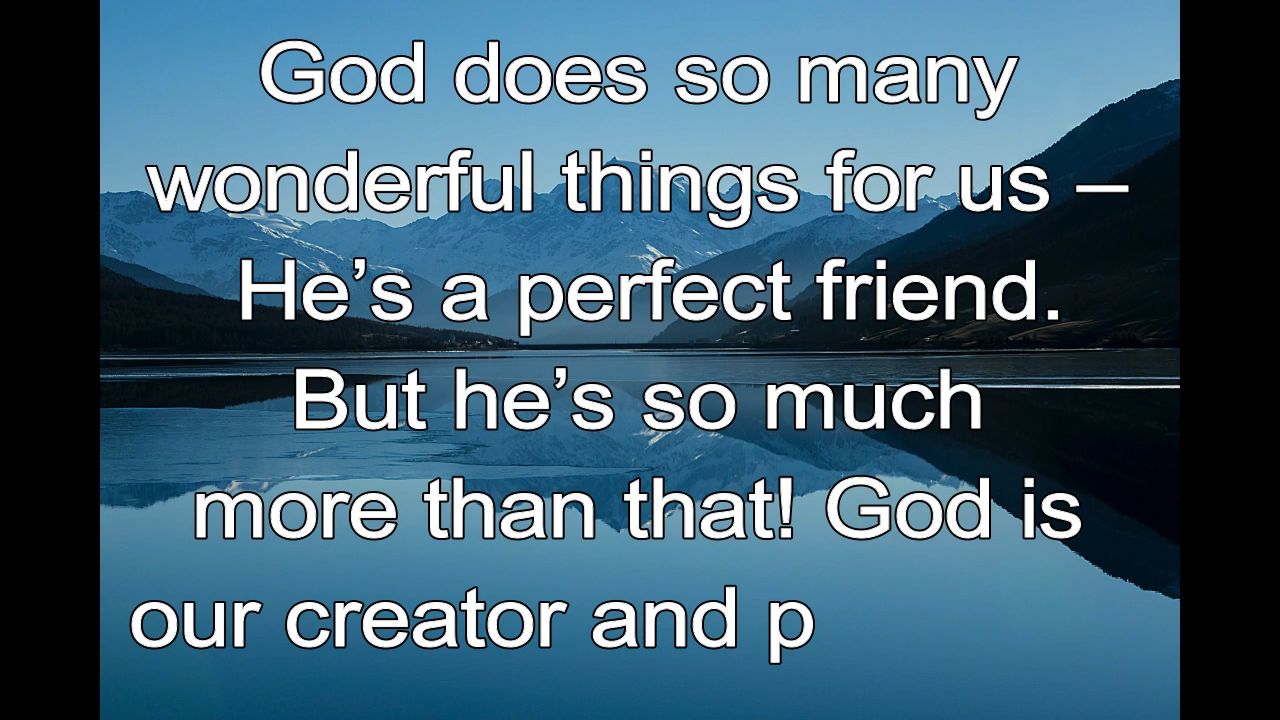 God does so many
wonderful things for us –
He’s a perfect friend.
But he’s so much
more than that! God is
our creator and p